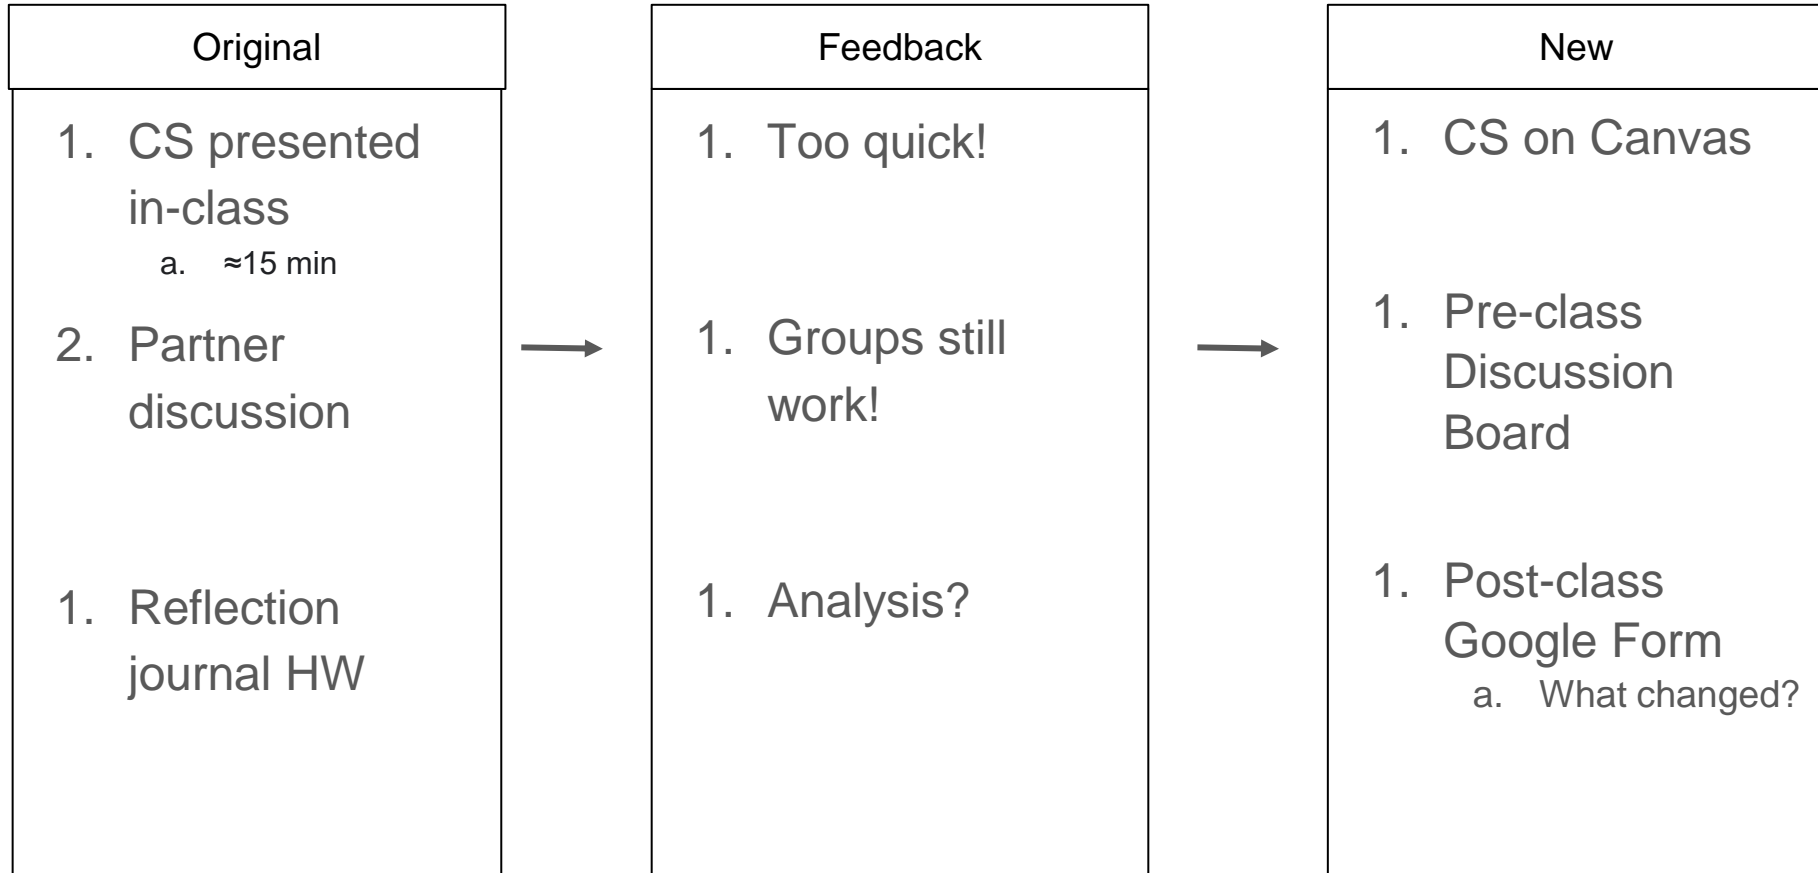 Original
1. CS presented
in-class
a. ≈15 min
2. Partner
discussion
1. Reflection
journal HW
Feedback
1. Too quick!
1. Groups still
work!
1. Analysis?
New
1. CS on Canvas
1. Pre-class
Discussion
Board
1. Post-class
Google Form
a. What changed?